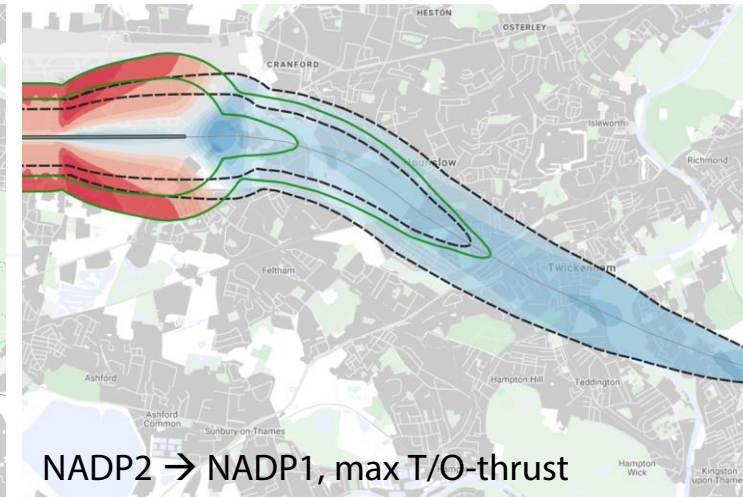 HESTON
OSTERLEY
CRANFORD
Isleworth
Hounslow
Richmond
Feltham
Twickenham
Hampton Hill
Teddington
Ashford
Ashford
Common
Sunbury-on-Thames
Hampton
Wick
Kingston
upon Thame
NADP2 → NADP1, max T/O-thrust